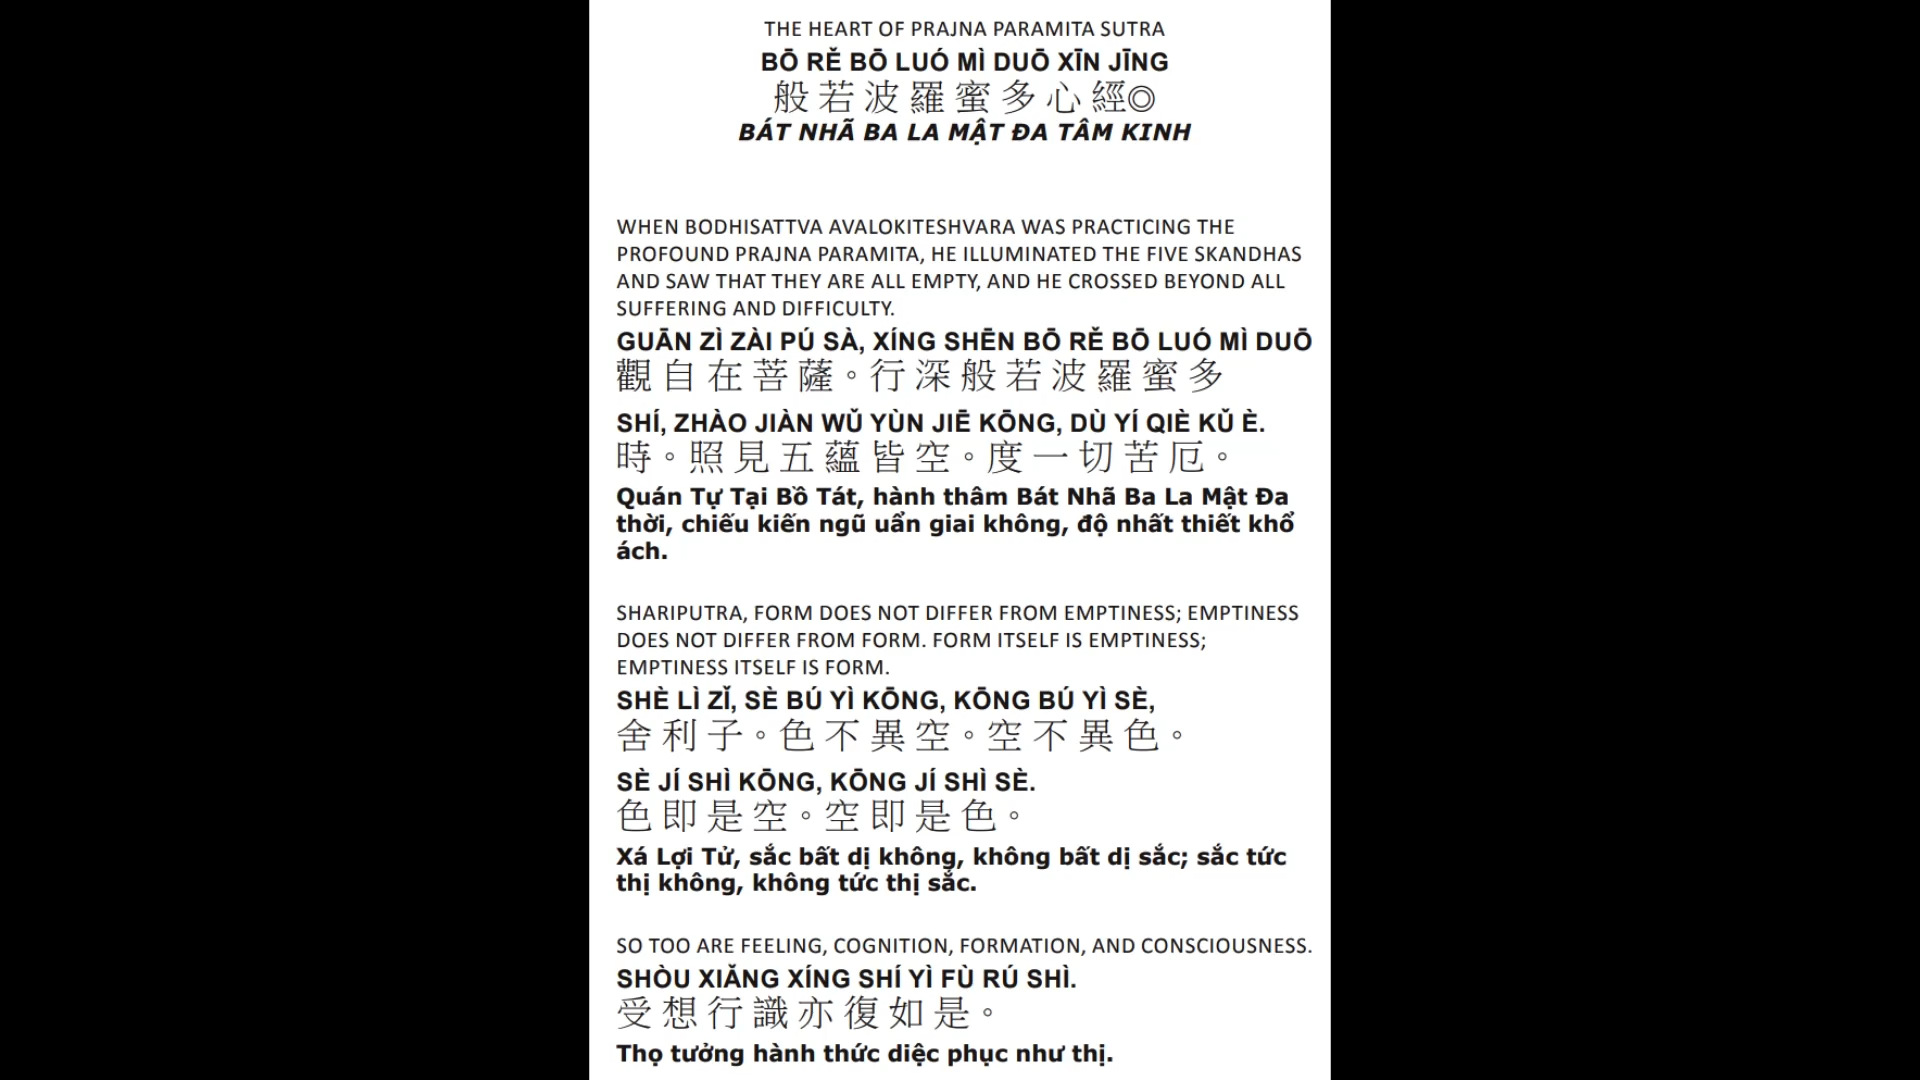 THE HEART OF PRAJNA PARAMITA SUTRA
BŌ RĚ BŌ LUÓ MÌ DUŌ XĪN JĪNG
般若波羅蜜多心經◎
BÁT NHÃ BA LA MẬT ĐA TÂM KINH
WHEN BODHISATTVA AVALOKITESHVARA WAS PRACTICING THE
PROFOUND PRAJNA PARAMITA, HE ILLUMINATED THE FIVE SKANDHAS
AND SAW THAT THEY ARE ALL EMPTY, AND HE CROSSED BEYOND ALL
SUFFERING AND DIFFICULTY.
GUĀN ZÌ ZÀI PÚ SÀ, XÍNG SHĒN BŌ RĚ BŌ LUÓ MÌ DUŌ
觀自在菩薩。行深般若波羅蜜多
SHÍ, ZHÀO JIÀN WǓ YÙN JIĒ KŌNG, DÙ YÍ QIÈ KǓ È.
時。照見五蘊皆空。度一切苦厄。
Quán Tự Tại Bồ Tát, hành thâm Bát Nhã Ba La Mật Đa
thời, chiếu kiến ngũ uẩn giai không, độ nhất thiết khổ
ách.
SHARIPUTRA, FORM DOES NOT DIFFER FROM EMPTINESS; EMPTINESS
DOES NOT DIFFER FROM FORM. FORM ITSELF IS EMPTINESS;
EMPTINESS ITSELF IS FORM.
SHÈ LÌ ZǏ, SÈ BÚ YÌ KŌNG, KŌNG BÚ YÌ SÈ,
舍利子。色不異空。空不異色。
SÈ JÍ SHÌ KŌNG, KŌNG JÍ SHÌ SÈ.
色即是空。空即是色。
Xá Lợi Tử, sắc bất dị không, không bất dị sắc; sắc tức
thị không, không tức thị sắc.
SO TOO ARE FEELING, COGNITION, FORMATION, AND CONSCIOUSNESS.
SHÒU XIǍNG XÍNG SHÍ YÌ FÙ RÚ SHÌ.
受想行識亦復如是。
Thọ tưởng hành thức diệc phục như thị.